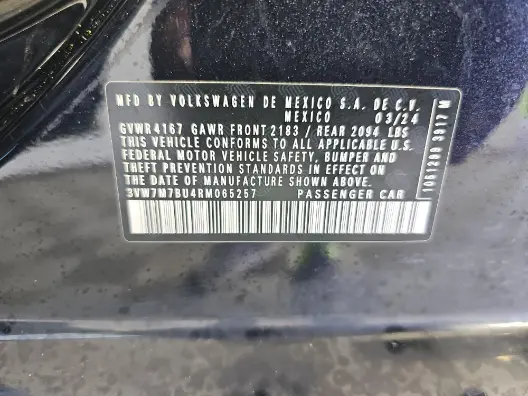 MFD BY VOLKSWAGEN DE MEXICO S.A. DE C.V.
MEXICO 03/24
GVWR 4167 GAWR FRONT 2183 / REAR 2094 LBS
THIS VEHICLE CONFORMS TO ALL APPLICABLE U.S.
FEDERAL MOTOR VEHICLE SAFETY, BUMPER AND
THEFT PREVENTION STANDARDS IN EFFECT ON
THE DATE OF MANUFACTURE SHOWN ABOVE.
3VW7M7BU4RM065257 PASSENGER CAR
1061200 3917 M